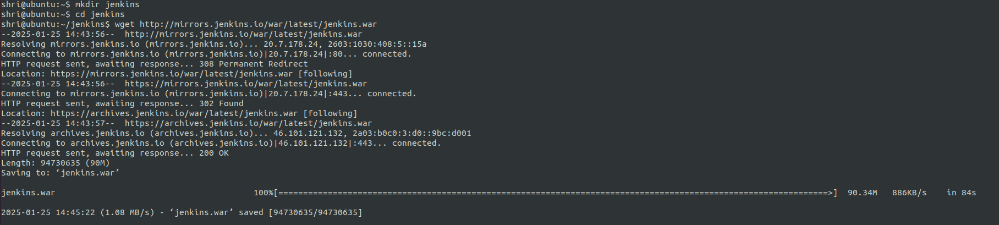 shri@ubuntu:~$ mkdir jenkins
shri@ubuntu:~$ cd jenkins
shri@ubuntu:~/jenkins$ wget http://mirrors.jenkins.io/war/latest/jenkins.war
--2025-01-25 14:43:56--  http://mirrors.jenkins.io/war/latest/jenkins.war
Resolving mirrors.jenkins.io (mirrors.jenkins.io)... 20.7.178.24, 2603:1030:408:5::15a
Connecting to mirrors.jenkins.io (mirrors.jenkins.io)|20.7.178.24|:80... connected.
HTTP request sent, awaiting response... 308 Permanent Redirect
Location: https://mirrors.jenkins.io/war/latest/jenkins.war [following]
--2025-01-25 14:43:56--  https://mirrors.jenkins.io/war/latest/jenkins.war
Connecting to mirrors.jenkins.io (mirrors.jenkins.io)|20.7.178.24|:443... connected.
HTTP request sent, awaiting response... 302 Found
Location: https://archives.jenkins.io/war/latest/jenkins.war [following]
--2025-01-25 14:43:57--  https://archives.jenkins.io/war/latest/jenkins.war
Resolving archives.jenkins.io (archives.jenkins.io)... 46.101.121.132, 2a03:b0c0:3:d0::9bc:d001
Connecting to archives.jenkins.io (archives.jenkins.io)|46.101.121.132|:443... connected.
HTTP request sent, awaiting response... 200 OK
Length: 94730635 (90M)
Saving to: ‘jenkins.war’
jenkins.war 100%[===============================================================================================================>] 90.34M 886KB/s in 84s
2025-01-25 14:45:22 (1.08 MB/s) - ‘jenkins.war’ saved [94730635/94730635]